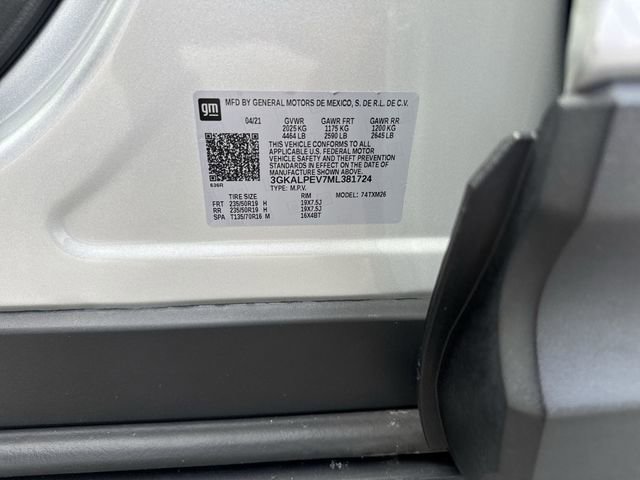 gm MFD BY GENERAL MOTORS DE MEXICO, S. DE R.L. DE C.V.
04/21 GVWR GAWR FRT GAWR RR
2025 KG 1175 KG 1200 KG
4464 LB 2590 LB 2645 LB
THIS VEHICLE CONFORMS TO ALL
APPLICABLE U.S. FEDERAL MOTOR
VEHICLE SAFETY AND THEFT PREVENTION
STANDARDS IN EFFECT ON THE DATE OF
MANUFACTURE SHOWN ABOVE.
3GKALPEV7ML381724
636R TYPE: M.P.V. MODEL: 74TXM26
TIRE SIZE RIM
FRT 235/50R19 H 19X7.5J
RR 235/50R19 H 19X7.5J
SPA T135/70R16 M 16X4BT